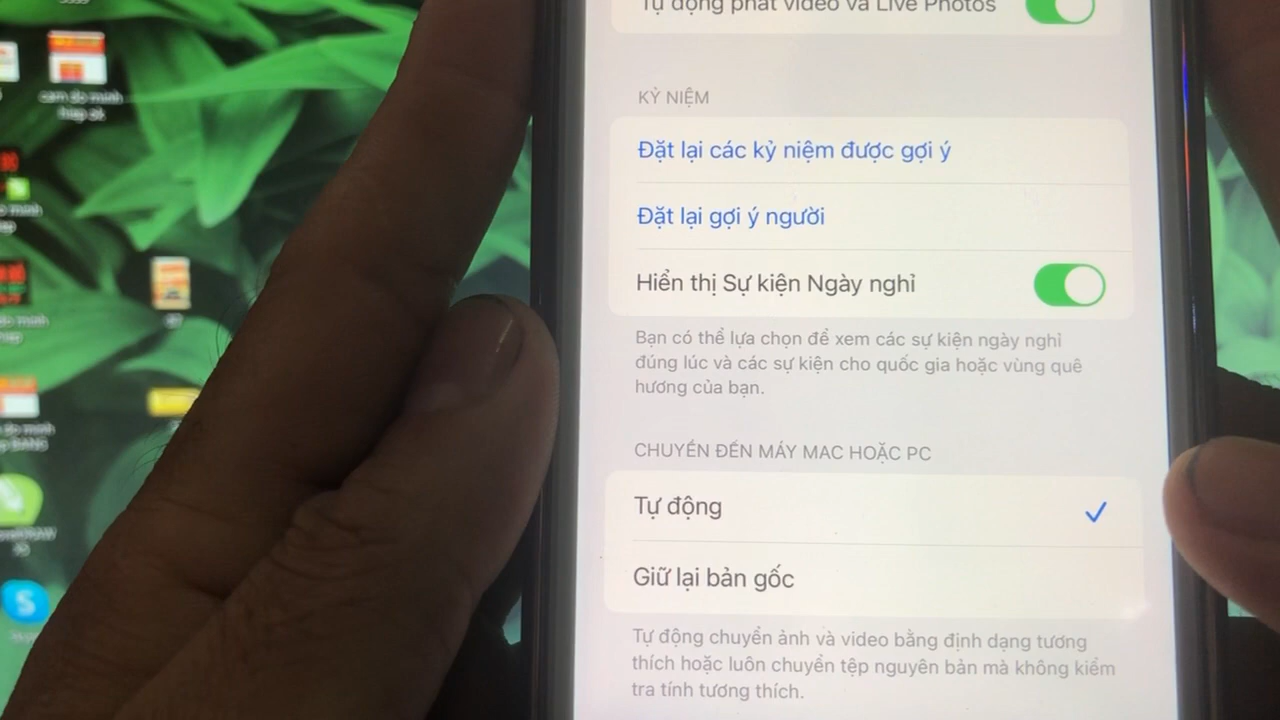 Tự động phát video và Live Photos
KỶ NIỆM
Đặt lại các kỷ niệm được gợi ý
Đặt lại gợi ý người
Hiển thị Sự kiện Ngày nghỉ
Bạn có thể lựa chọn để xem các sự kiện ngày nghỉ
đúng lúc và các sự kiện cho quốc gia hoặc vùng quê
hương của bạn.
CHUYỂN ĐẾN MÁY MAC HOẶC PC
Tự động
Giữ lại bản gốc
Tự động chuyển ảnh và video bằng định dạng tương
thích hoặc luôn chuyển tệp nguyên bản mà không kiểm
tra tính tương thích.
cam do minh